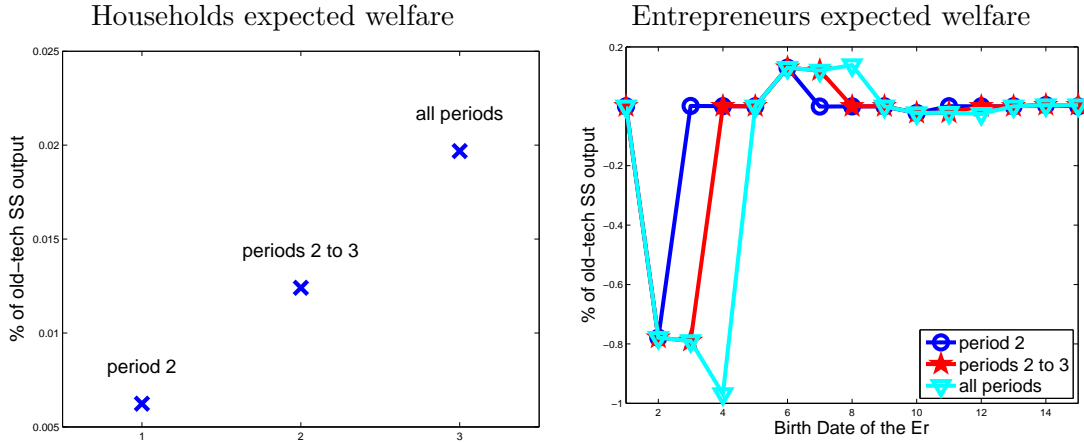 Households expected welfare
% of old-tech SS output
0.025
0.02
0.015
0.01
0.005
1
2
3
period 2
periods 2 to 3
all periods
Entrepreneurs expected welfare
% of old-tech SS output
0.2
0
-0.2
-0.4
-0.6
-0.8
-1
2
4
6
8
10
12
14
Birth Date of the Er
period 2
periods 2 to 3
all periods